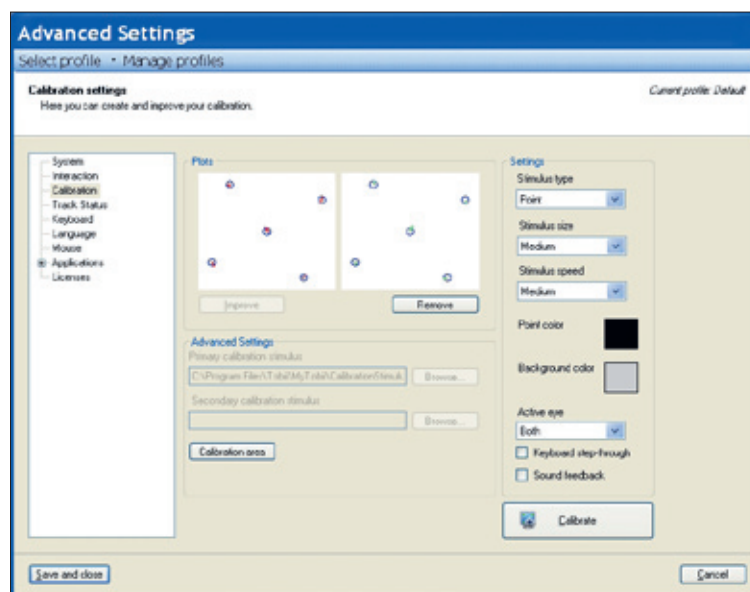 Advanced Settings
Select profile • Manage profiles
Calibration settings
Here you can create and improve your calibration.
Current profile: Default
System
Interaction
Calibration
Track Status
Keyboard
Language
Mouse
Applications
Licenses
Plots
Improve
Remove
Advanced Settings
Primary calibration stimulus
C:\Program Files\Tobii\MyTobii\CalibrationStimuli
Browse...
Secondary calibration stimulus
Browse...
Calibration area
Settings
Stimulus type
Point
Stimulus size
Medium
Stimulus speed
Medium
Point color
Background color
Active eye
Both
Keyboard step-through
Sound feedback
Calibrate
Save and close
Cancel